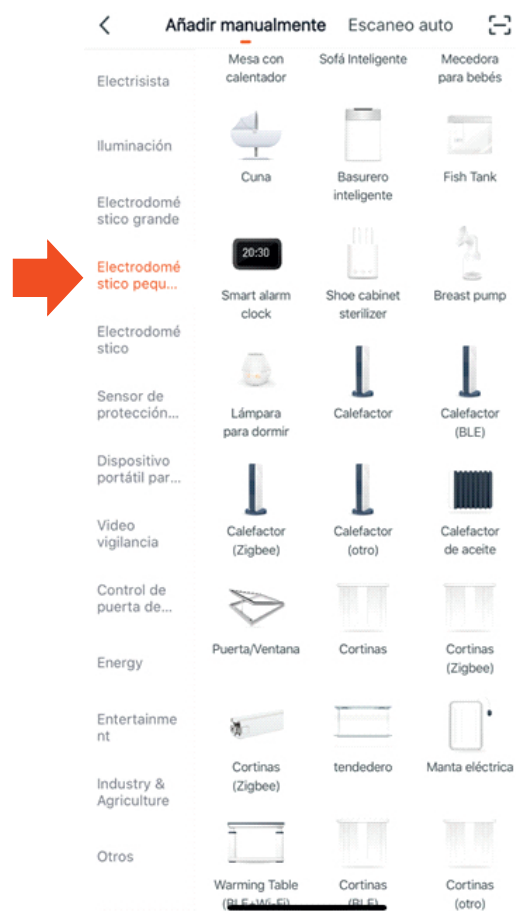 Añadir manualmente Escaneo auto
Electrisista
Iluminación
Electrodomé
stico grande
Electrodomé
stico pequ...
Electrodomé
stico
Sensor de
protección...
Dispositivo
portátil par...
Video
vigilancia
Control de
puerta de...
Energy
Entertainme
nt
Industry &
Agriculture
Otros
Mesa con
calentador
Sofá Inteligente
Mecedora
para bebés
Cuna
Basurero
inteligente
Fish Tank
20:30
Smart alarm
clock
Shoe cabinet
sterilizer
Breast pump
Lámpara
para dormir
Calefactor
Calefactor
(BLE)
Calefactor
(Zigbee)
Calefactor
(otro)
Calefactor
de aceite
Puerta/Ventana
Cortinas
Cortinas
(Zigbee)
Cortinas
(Zigbee)
tendedero
Manta eléctrica
Warming Table
(BLE+Wi-Fi)
Cortinas
(BLE)
Cortinas
(otro)